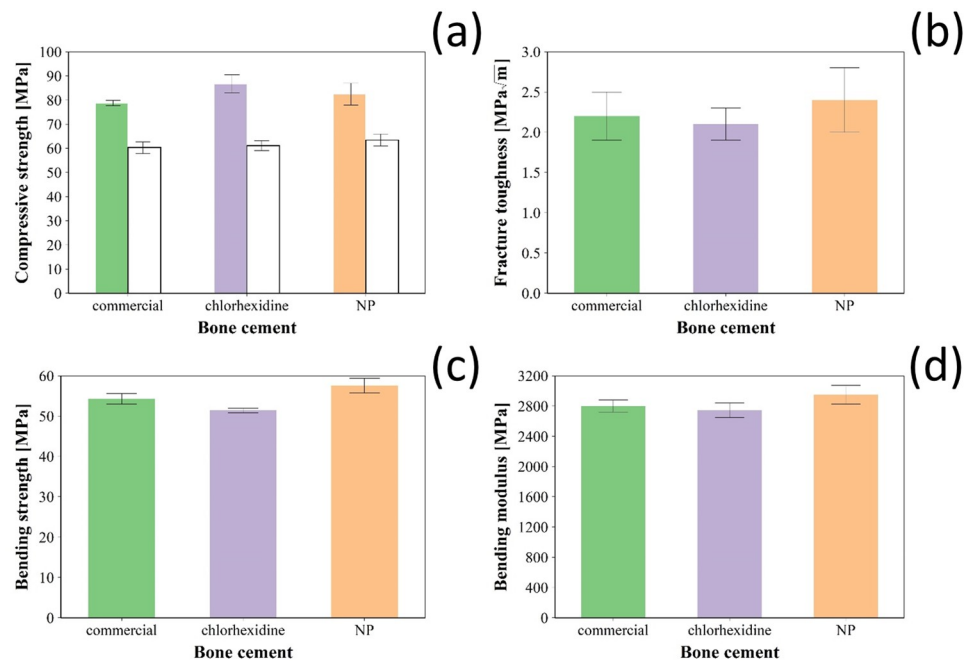 (a)
Compressive strength [MPa]
100
90
80
70
60
50
40
30
20
10
0
commercial chlorhexidine NP
Bone cement
(b)
Fracture toughness [MPa√m]
3.0
2.5
2.0
1.5
1.0
0.5
0.0
commercial chlorhexidine NP
Bone cement
(c)
Bending strength [MPa]
60
50
40
30
20
10
0
commercial chlorhexidine NP
Bone cement
(d)
Bending modulus [MPa]
3200
2800
2400
2000
1600
1200
800
400
0
commercial chlorhexidine NP
Bone cement